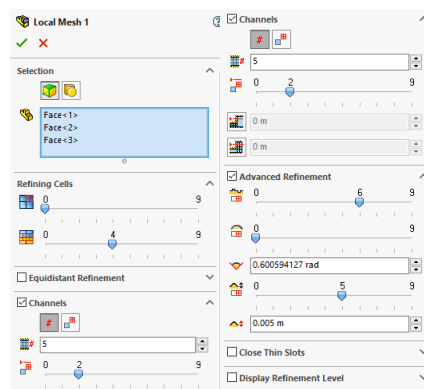 Local Mesh 1
Selection
Face<1>
Face<2>
Face<3>
Refining Cells
0 9
0 4 9
Equidistant Refinement
Channels
#
5
0 2 9
Channels
#
5
0 2 9
0 m
0 m
Advanced Refinement
0 6 9
0 9
0.600594127 rad
0 5 9
0.005 m
Close Thin Slots
Display Refinement Level